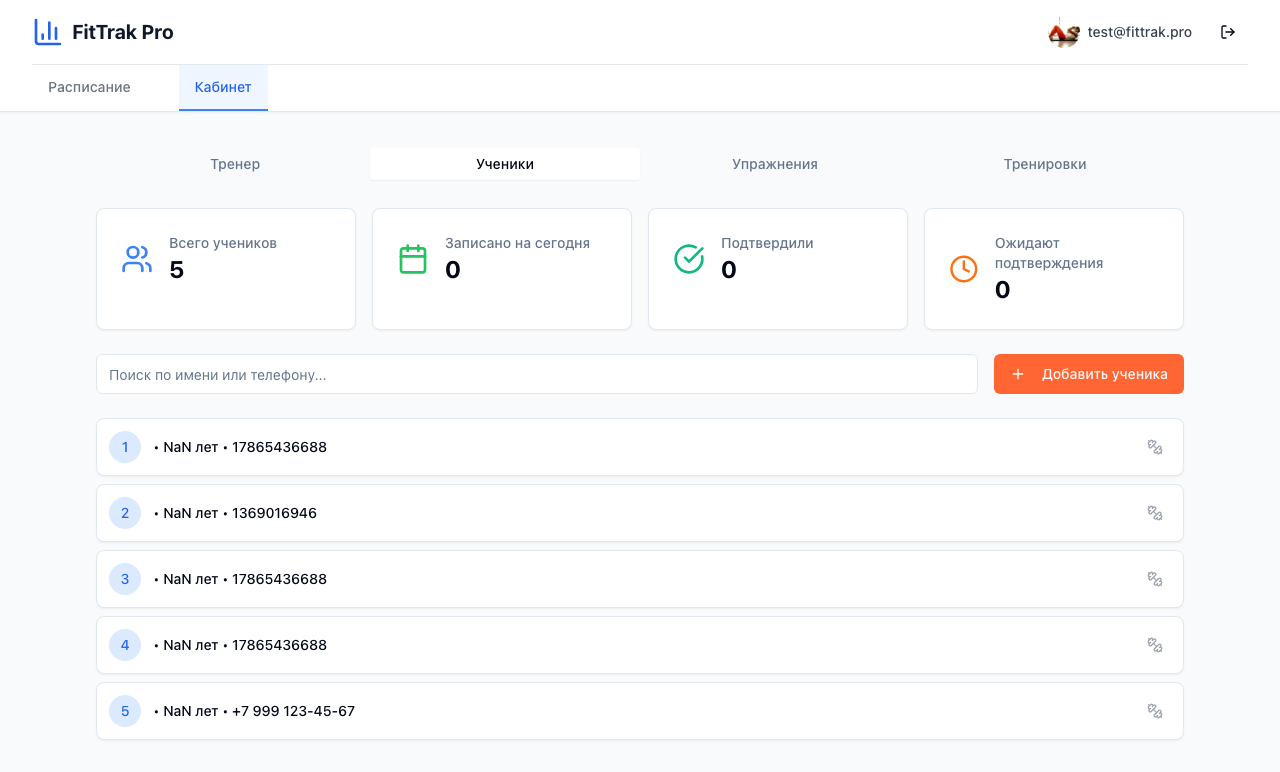 FitTrak Pro
test@fittrak.pro
Расписание
Кабинет
Тренер
Ученики
Упражнения
Тренировки
Всего учеников
5
Записано на сегодня
0
Подтвердили
0
Ожидают
подтверждения
0
Поиск по имени или телефону...
+ Добавить ученика
1 • NaN лет • 17865436688
2 • NaN лет • 1369016946
3 • NaN лет • 17865436688
4 • NaN лет • 17865436688
5 • NaN лет • +7 999 123-45-67